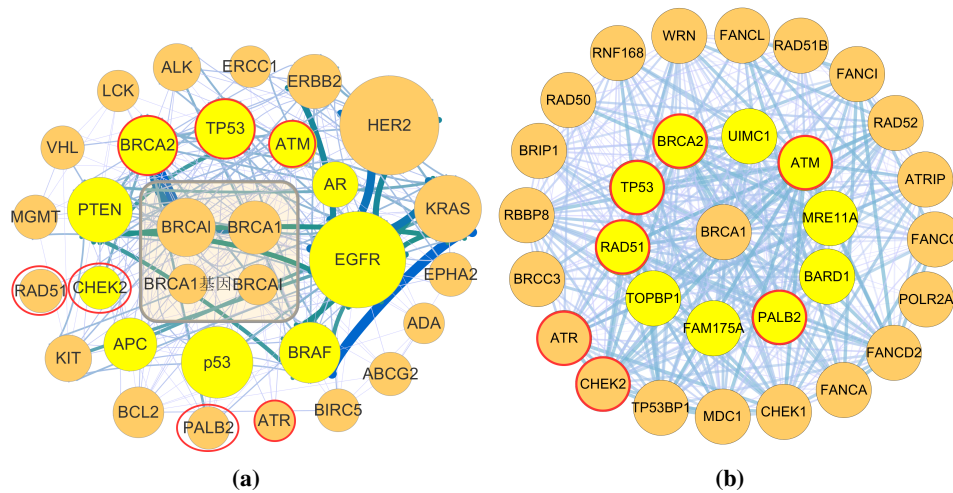 ALK
ERCC1
ERBB2
LCK
HER2
BRCA2
TP53
ATM
VHL
AR
PTEN
KRAS
MGMT
BRCAI
BRCA1
EGFR
RAD51
CHEK2
BRCA1基因
BRCAI
EPHA2
ADA
KIT
APC
p53
BRAF
ABCG2
BCL2
PALB2
ATR
BIRC5
(a)
WRN
FANCL
RAD51B
RNF168
FANCI
RAD50
RAD52
BRCA2
UIMC1
ATM
BRIP1
ATRIP
TP53
RBBP8
MRE11A
BRCA1
RAD51
FANCC
BRCC3
BARD1
TOPBP1
POLR2A
FAM175A
PALB2
ATR
FANCD2
CHEK2
FANCA
TP53BP1
MDC1
CHEK1
(b)